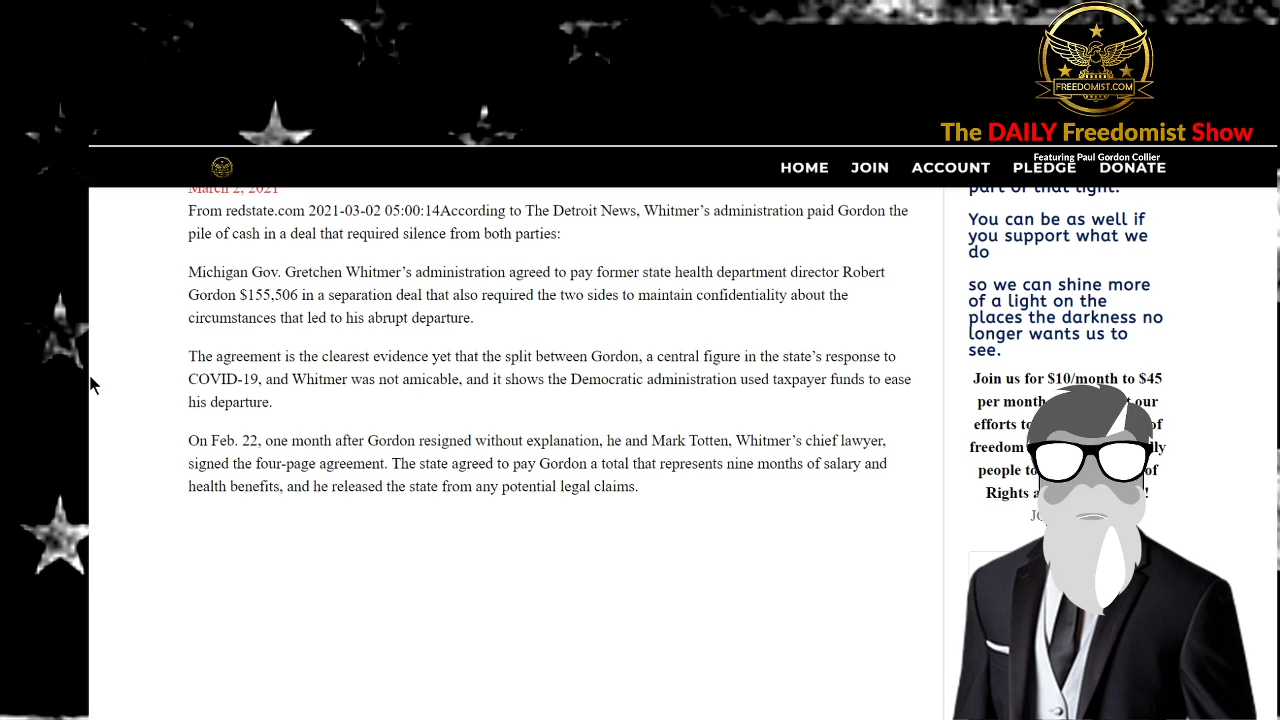 FREEDOMIST.COM
The DAILY Freedomist Show
Featuring Paul Gordon Collier
HOME JOIN ACCOUNT PLEDGE DONATE
March 2, 2021
From redstate.com 2021-03-02 05:00:14According to The Detroit News, Whitmer’s administration paid Gordon the
pile of cash in a deal that required silence from both parties:
Michigan Gov. Gretchen Whitmer’s administration agreed to pay former state health department director Robert
Gordon $155,506 in a separation deal that also required the two sides to maintain confidentiality about the
circumstances that led to his abrupt departure.
The agreement is the clearest evidence yet that the split between Gordon, a central figure in the state’s response to
COVID-19, and Whitmer was not amicable, and it shows the Democratic administration used taxpayer funds to ease
his departure.
On Feb. 22, one month after Gordon resigned without explanation, he and Mark Totten, Whitmer’s chief lawyer,
signed the four-page agreement. The state agreed to pay Gordon a total that represents nine months of salary and
health benefits, and he released the state from any potential legal claims.
part of that light.
You can be as well if
you support what we
do
so we can shine more
of a light on the
places the darkness no
longer wants us to
see.
Join us for $10/month to $45
per month our
efforts to of
freedom
people to of
Rights !